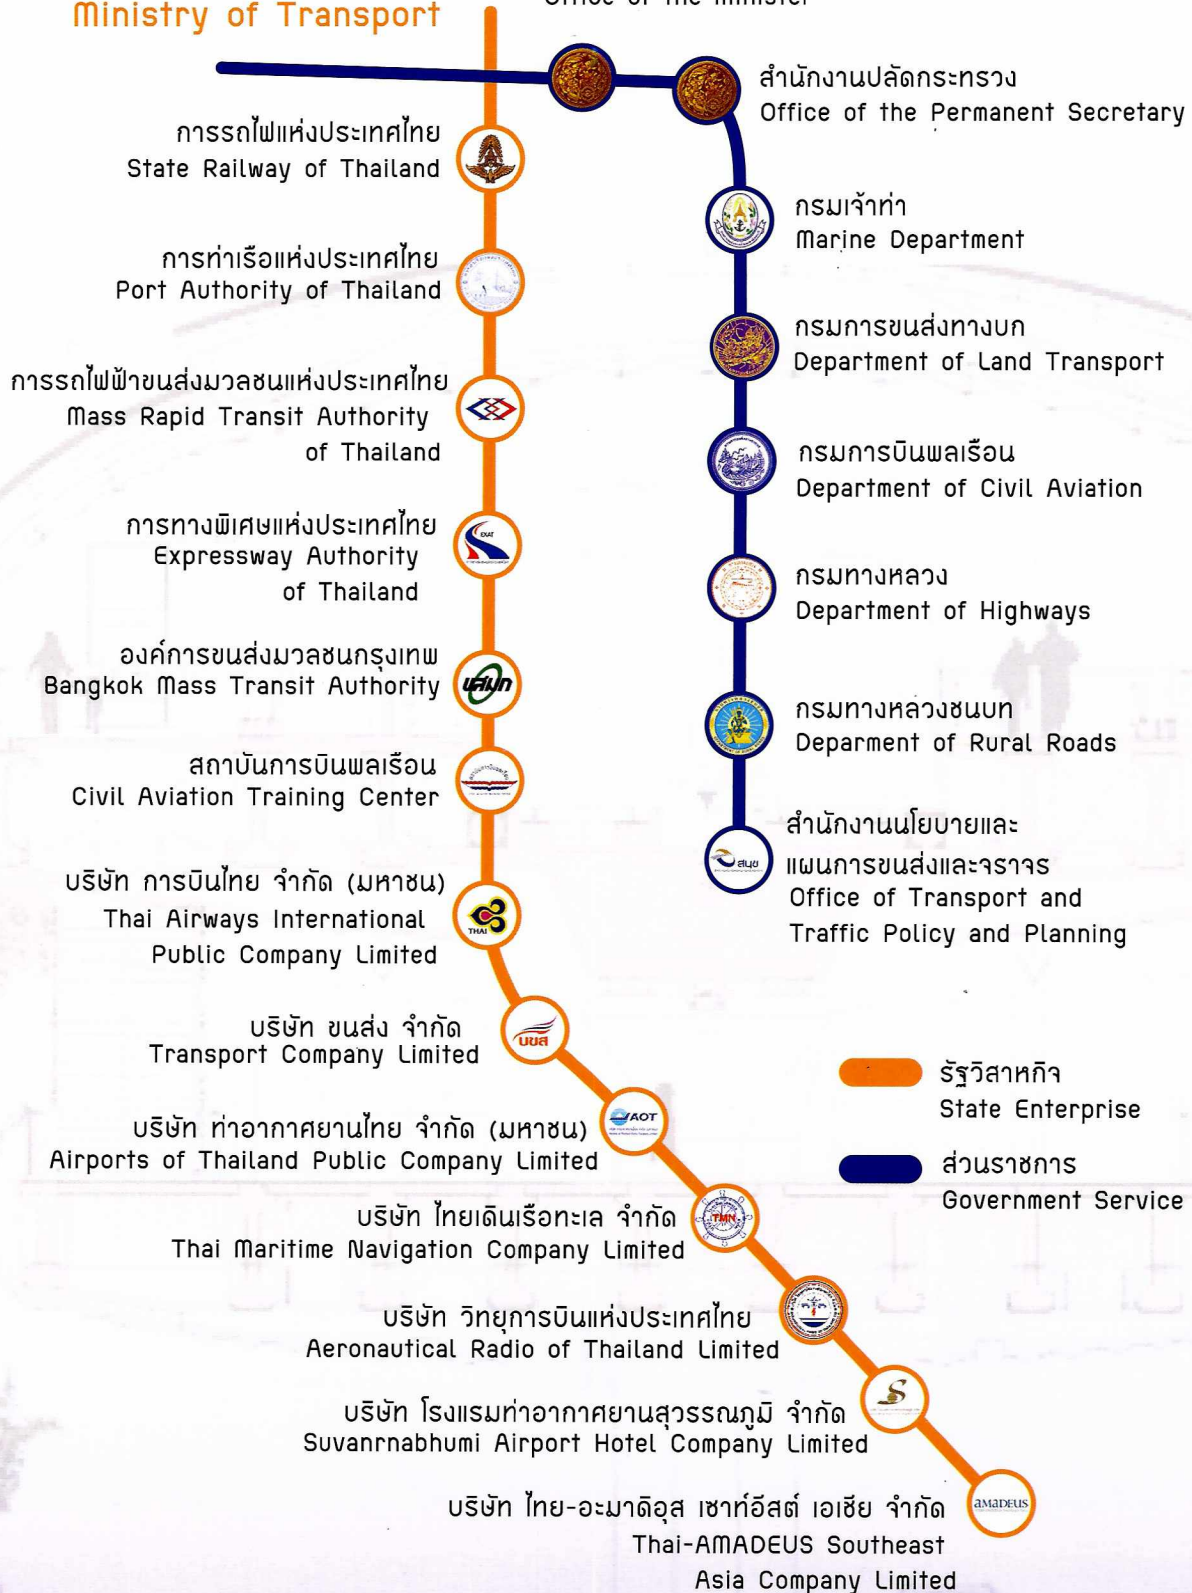 Ministry of Transport
Office of the Minister
สำนักงานปลัดกระทรวง
Office of the Permanent Secretary
การรถไฟแห่งประเทศไทย
State Railway of Thailand
การท่าเรือแห่งประเทศไทย
Port Authority of Thailand
การรถไฟฟ้าขนส่งมวลชนแห่งประเทศไทย
Mass Rapid Transit Authority
of Thailand
การทางพิเศษแห่งประเทศไทย
Expressway Authority
of Thailand
EXAT
องค์การขนส่งมวลชนกรุงเทพ
Bangkok Mass Transit Authority
ขสมก
สถาบันการบินพลเรือน
Civil Aviation Training Center
บริษัท การบินไทย จำกัด (มหาชน)
Thai Airways International
Public Company Limited
THAI
บริษัท ขนส่ง จำกัด
Transport Company Limited
บขส
บริษัท ท่าอากาศยานไทย จำกัด (มหาชน)
Airports of Thailand Public Company Limited
AOT
บริษัท ไทยเดินเรือทะเล จำกัด
Thai Maritime Navigation Company Limited
TMN
บริษัท วิทยุการบินแห่งประเทศไทย
Aeronautical Radio of Thailand Limited
บริษัท โรงแรมท่าอากาศยานสุวรรณภูมิ จำกัด
Suvanrnabhumi Airport Hotel Company Limited
S
บริษัท ไทย-อะมาดิอุส เซาท์อีสต์ เอเชีย จำกัด
Thai-AMADEUS Southeast
Asia Company Limited
amadeus
กรมเจ้าท่า
Marine Department
กรมการขนส่งทางบก
Department of Land Transport
กรมการบินพลเรือน
Department of Civil Aviation
กรมทางหลวง
Department of Highways
กรมทางหลวงชนบท
Deparment of Rural Roads
สำนักงานนโยบายและ
แผนการขนส่งและจราจร
Office of Transport and
Traffic Policy and Planning
สนข
รัฐวิสาหกิจ
State Enterprise
ส่วนราชการ
Government Service